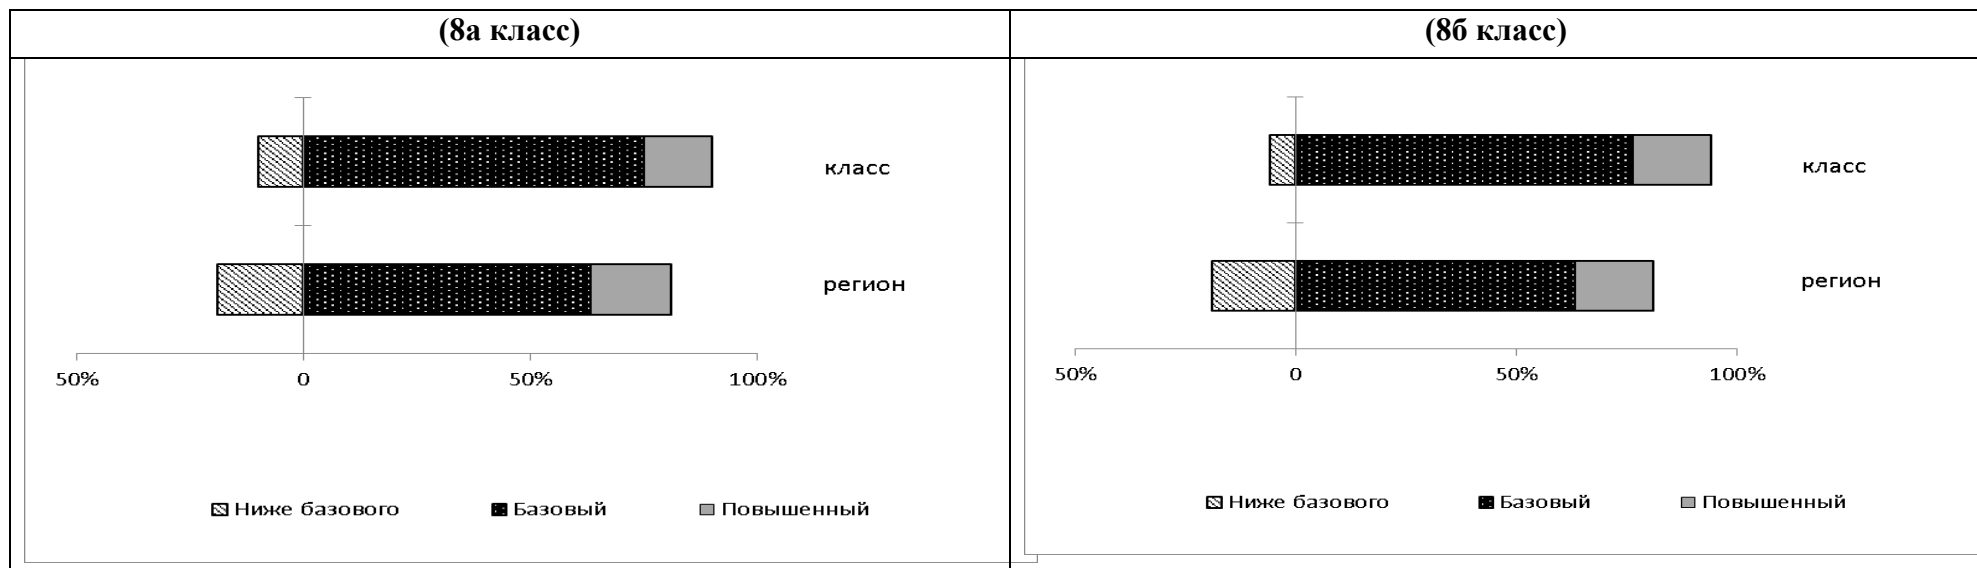 (8а класс)
(8б класс)
класс
регион
50% 0 50% 100%
Ниже базового Базовый Повышенный
класс
регион
50% 0 50% 100%
Ниже базового Базовый Повышенный